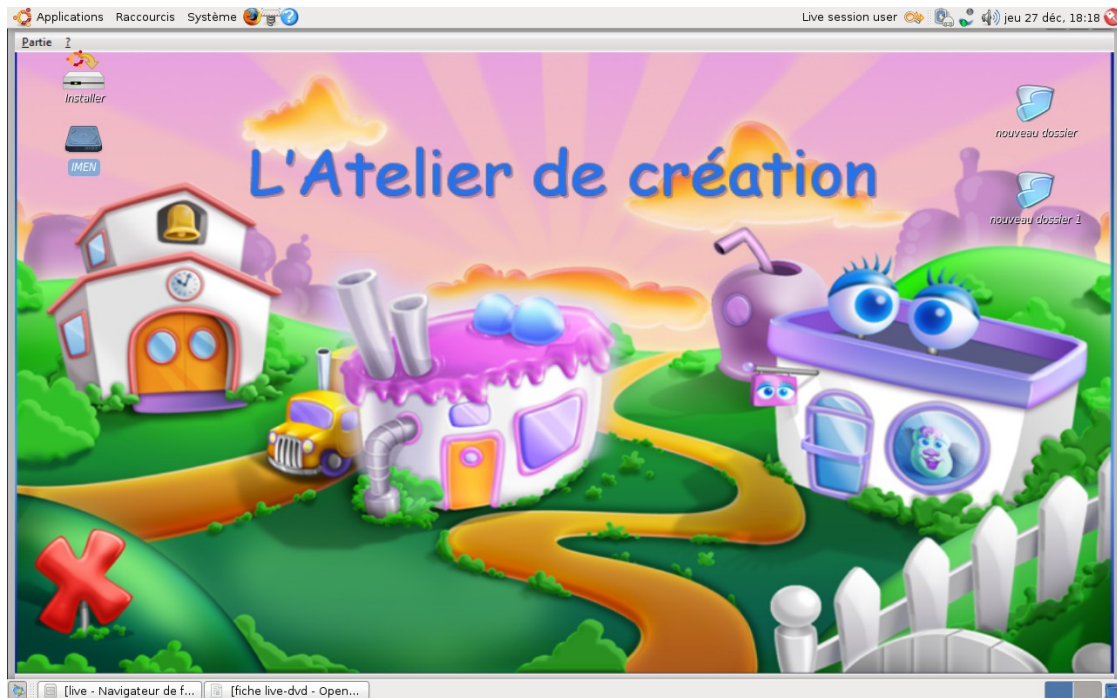 Applications Raccourcis Système
Live session user
jeu 27 déc, 18:18
Partie ?
Installer
IMEN
nouveau dossier
nouveau dossier 1
L'Atelier de création
[live - Navigateur de f...
[fiche live-dvd - Open...